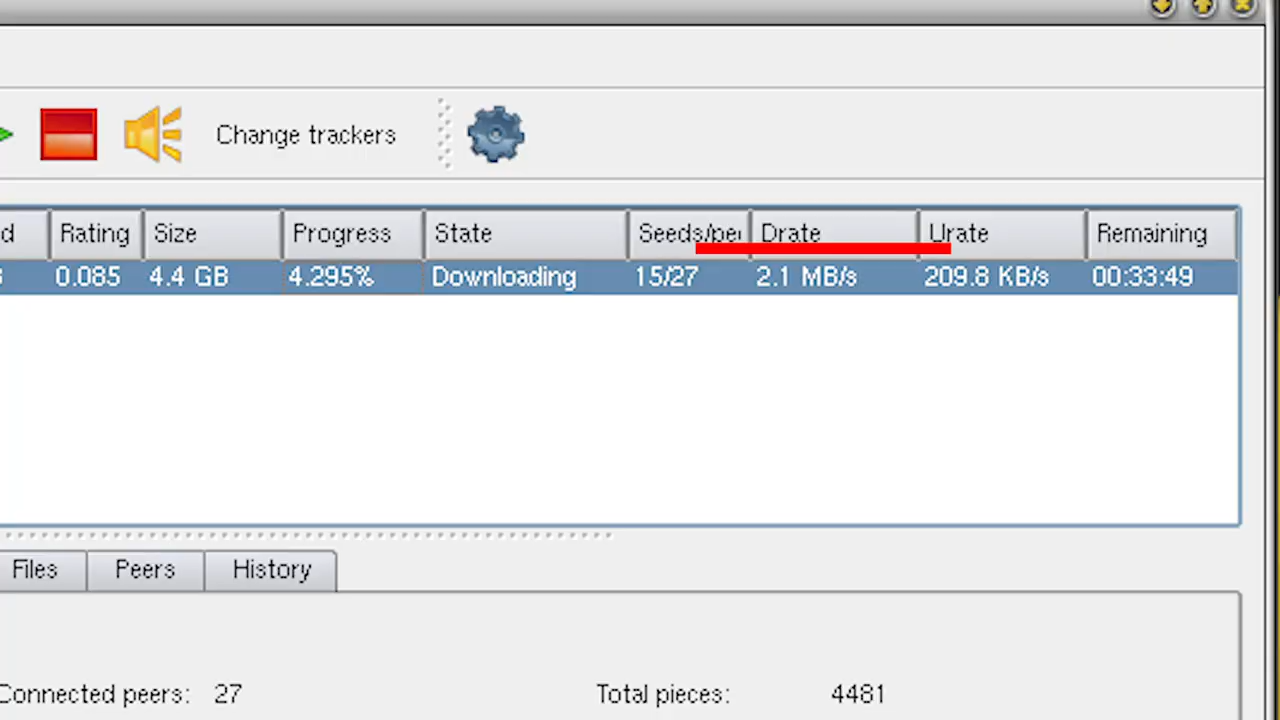 Change trackers
d Rating Size Progress State Seeds/pee Drate Urate Remaining
0.085 4.4 GB 4.295% Downloading 15/27 2.1 MB/s 209.8 KB/s 00:33:49
Files Peers History
Connected peers: 27 Total pieces: 4481